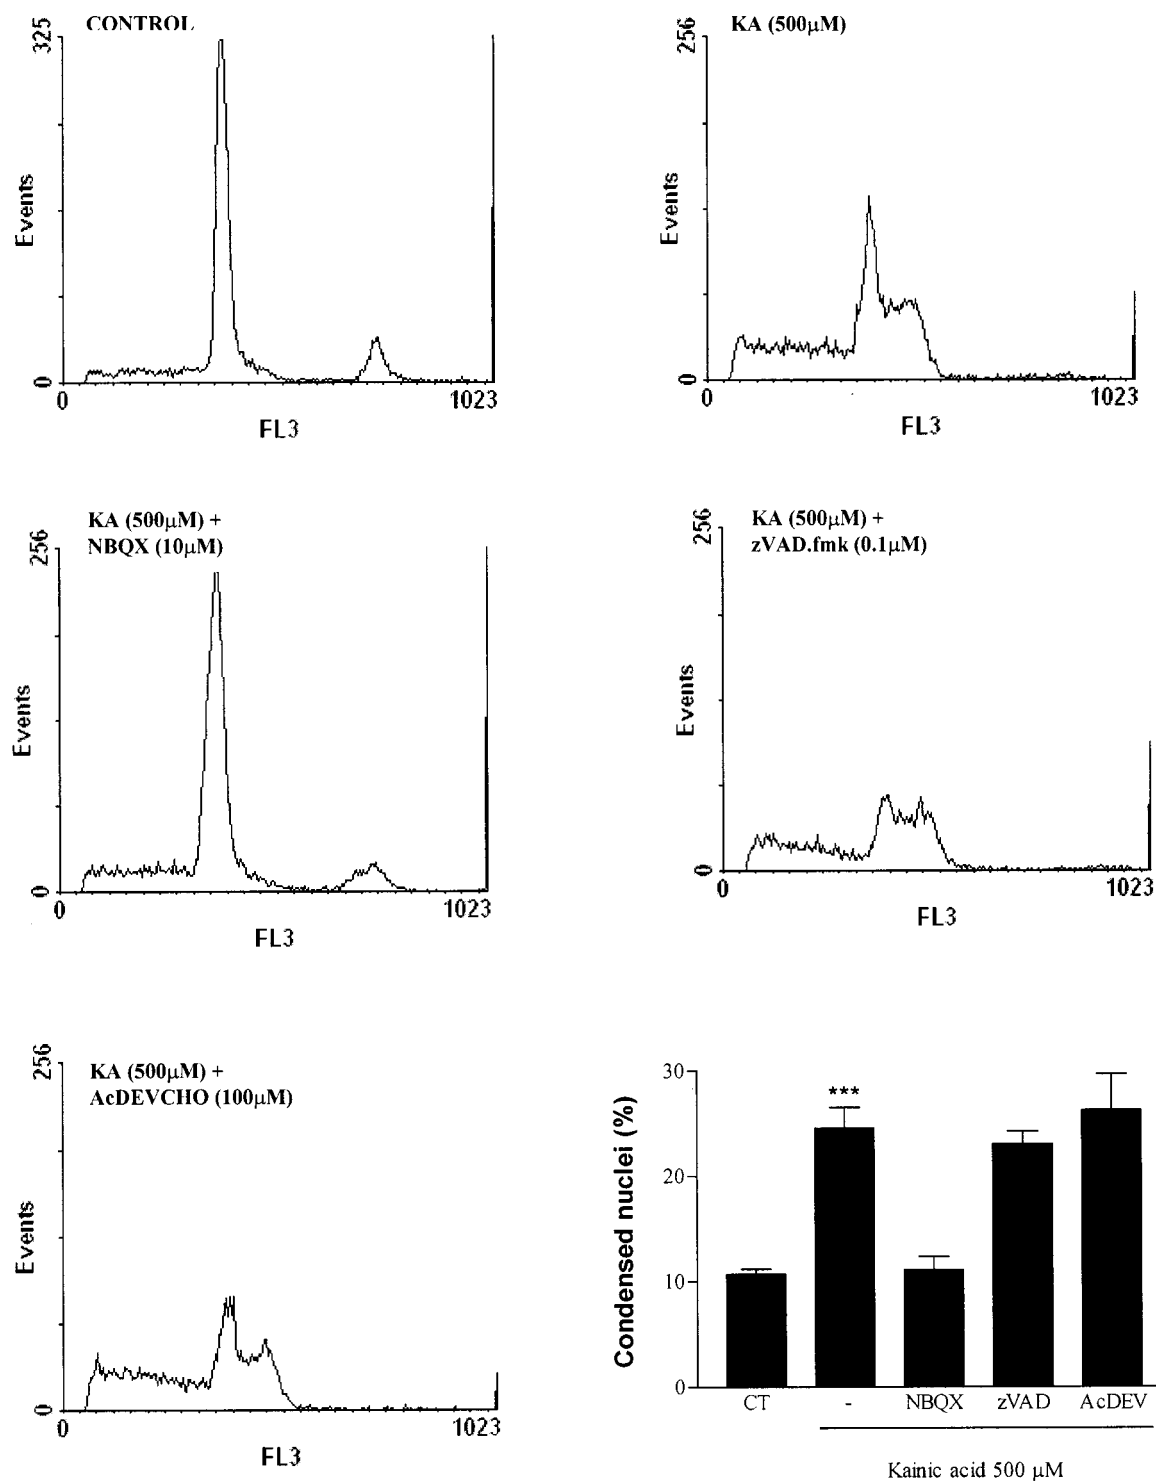 CONTROL
325
Events
0
0
1023
FL3
KA (500µM)
256
Events
0
0
1023
FL3
KA (500µM) +
NBQX (10µM)
256
Events
0
0
1023
FL3
KA (500µM) +
zVAD.fmk (0.1µM)
256
Events
0
0
1023
FL3
KA (500µM) +
AcDEVCHO (100µM)
256
Events
0
0
1023
FL3
Condensed nuclei (%)
30
20
10
0
***
CT - NBQX zVAD AcDEV
Kainic acid 500 µM